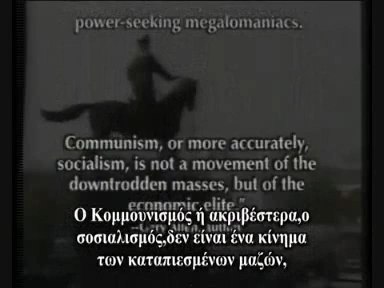 power-seeking megalomaniacs.
Communism, or more accurately,
socialism, is not a movement of the
downtrodden masses, but of the
economic elite."
Ο Κομμουνισμός ή ακριβέστερα,ο
σοσιαλισμός,δεν είναι ένα κίνημα
των καταπιεσμένων μαζών,